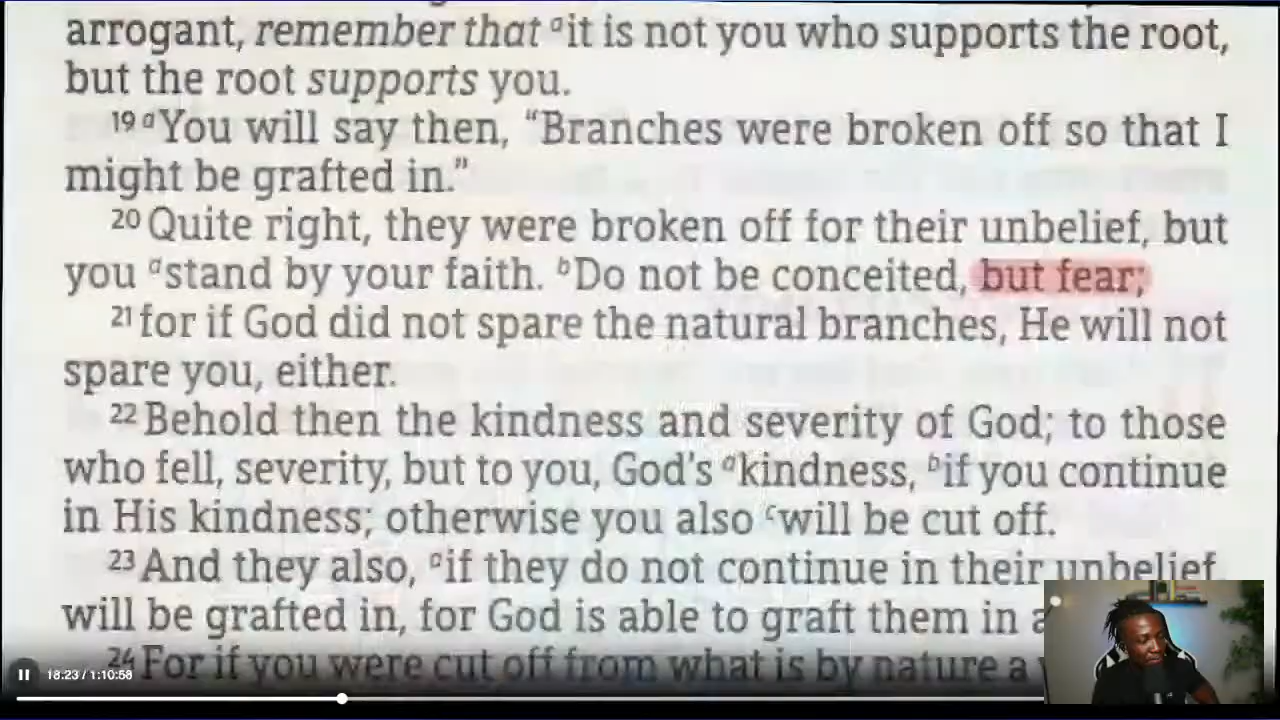 arrogant, remember that ᵃit is not you who supports the root,
but the root supports you.
19 ᵃYou will say then, “Branches were broken off so that I
might be grafted in.”
20 Quite right, they were broken off for their unbelief, but
you ᵃstand by your faith. ᵇDo not be conceited, but fear;
21 for if God did not spare the natural branches, He will not
spare you, either.
22 Behold then the kindness and severity of God; to those
who fell, severity, but to you, God’s ᵃkindness, ᵇif you continue
in His kindness; otherwise you also ᶜwill be cut off.
23 And they also, ᵃif they do not continue in their unbelief,
will be grafted in, for God is able to graft them in
24 For if you were cut off from what is by nature a
18:23 / 1:10:58